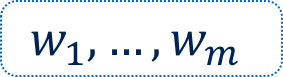 w₁, … , wₘ